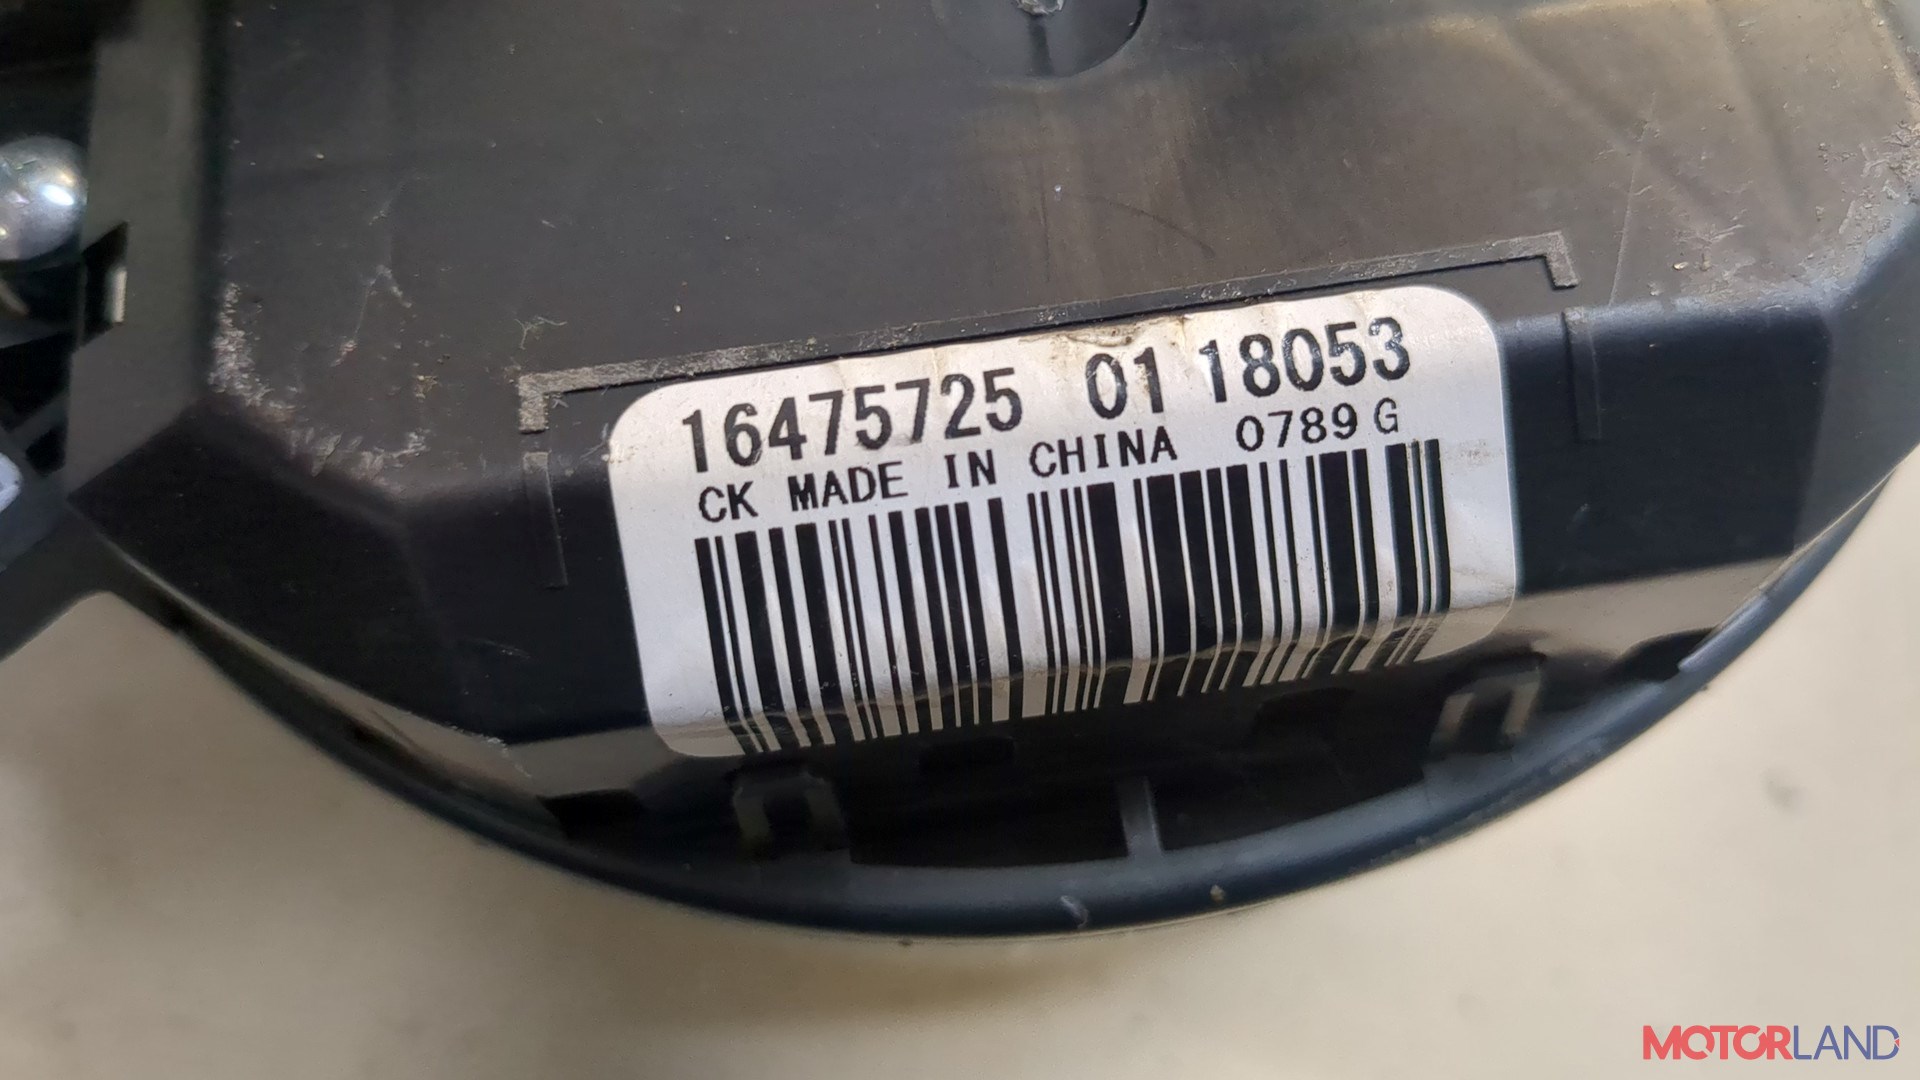 16475725 01 18053
CK MADE IN CHINA 0789 G
MOTORLAND